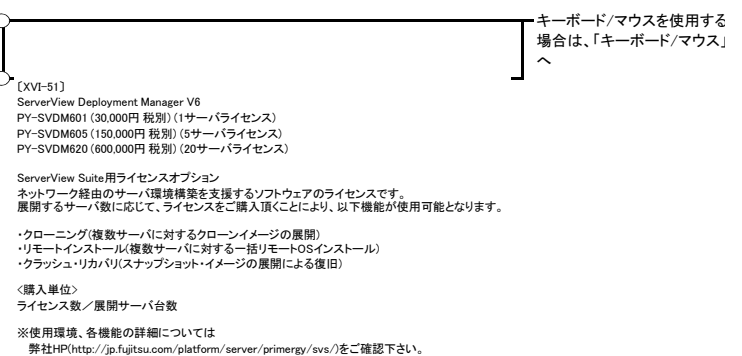 キーボード/マウスを使用する
場合は、「キーボード/マウス」
へ
〔XVI-51〕
ServerView Deployment Manager V6
PY-SVDM601 (30,000円 税別) (1サーバライセンス)
PY-SVDM605 (150,000円 税別) (5サーバライセンス)
PY-SVDM620 (600,000円 税別) (20サーバライセンス)
ServerView Suite用ライセンスオプション
ネットワーク経由のサーバ環境構築を支援するソフトウェアのライセンスです。
展開するサーバ数に応じて、ライセンスをご購入頂くことにより、以下機能が使用可能となります。
・クローニング(複数サーバに対するクローンイメージの展開)
・リモートインストール(複数サーバに対する一括リモートOSインストール)
・クラッシュ・リカバリ(スナップショット・イメージの展開による復旧)
<購入単位>
ライセンス数／展開サーバ台数
※使用環境、各機能の詳細については
弊社HP(http://jp.fujitsu.com/platform/server/primergy/svs/)をご確認下さい。